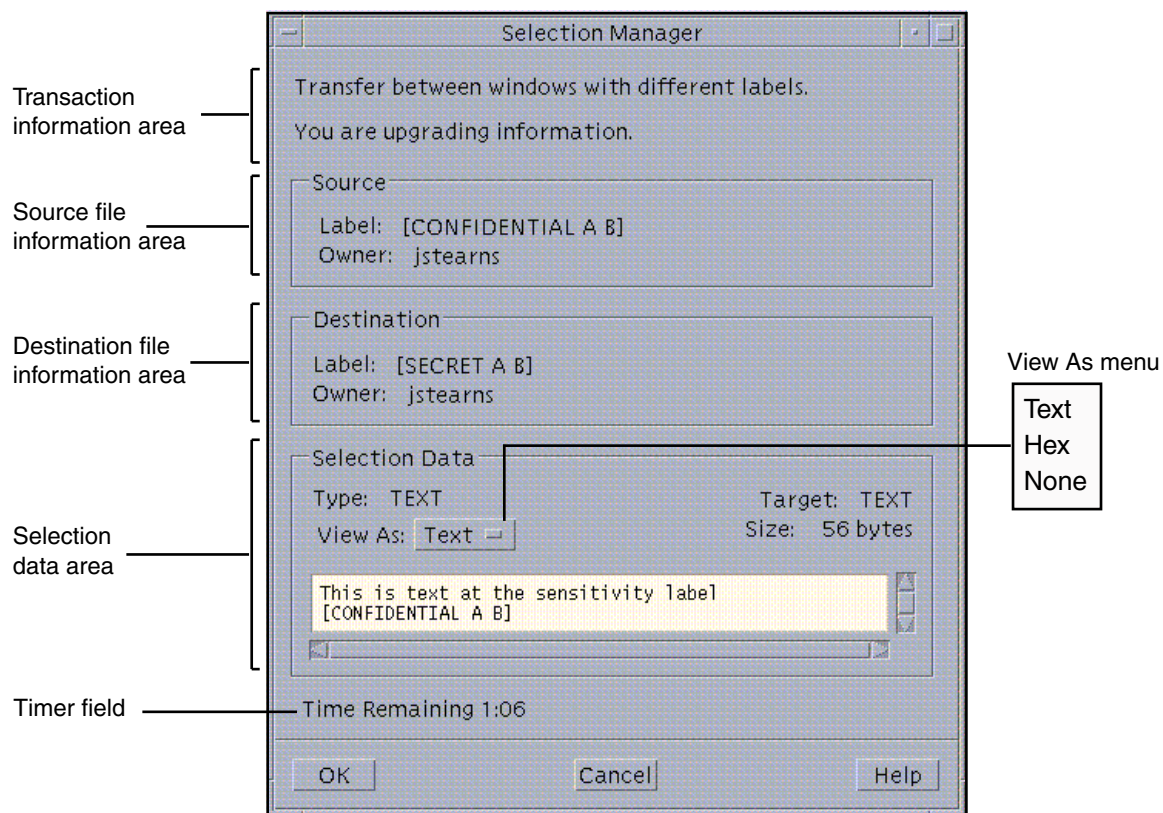 Selection Manager
Transaction
information area
Transfer between windows with different labels.
You are upgrading information.
Source file
information area
Source
Label: [CONFIDENTIAL A B]
Owner: jstearns
Destination file
information area
Destination
Label: [SECRET A B]
Owner: jstearns
View As menu
Text
Hex
None
Selection
data area
Selection Data
Type: TEXT
Target: TEXT
View As: Text
Size: 56 bytes
This is text at the sensitivity label
[CONFIDENTIAL A B]
Timer field
Time Remaining 1:06
OK
Cancel
Help